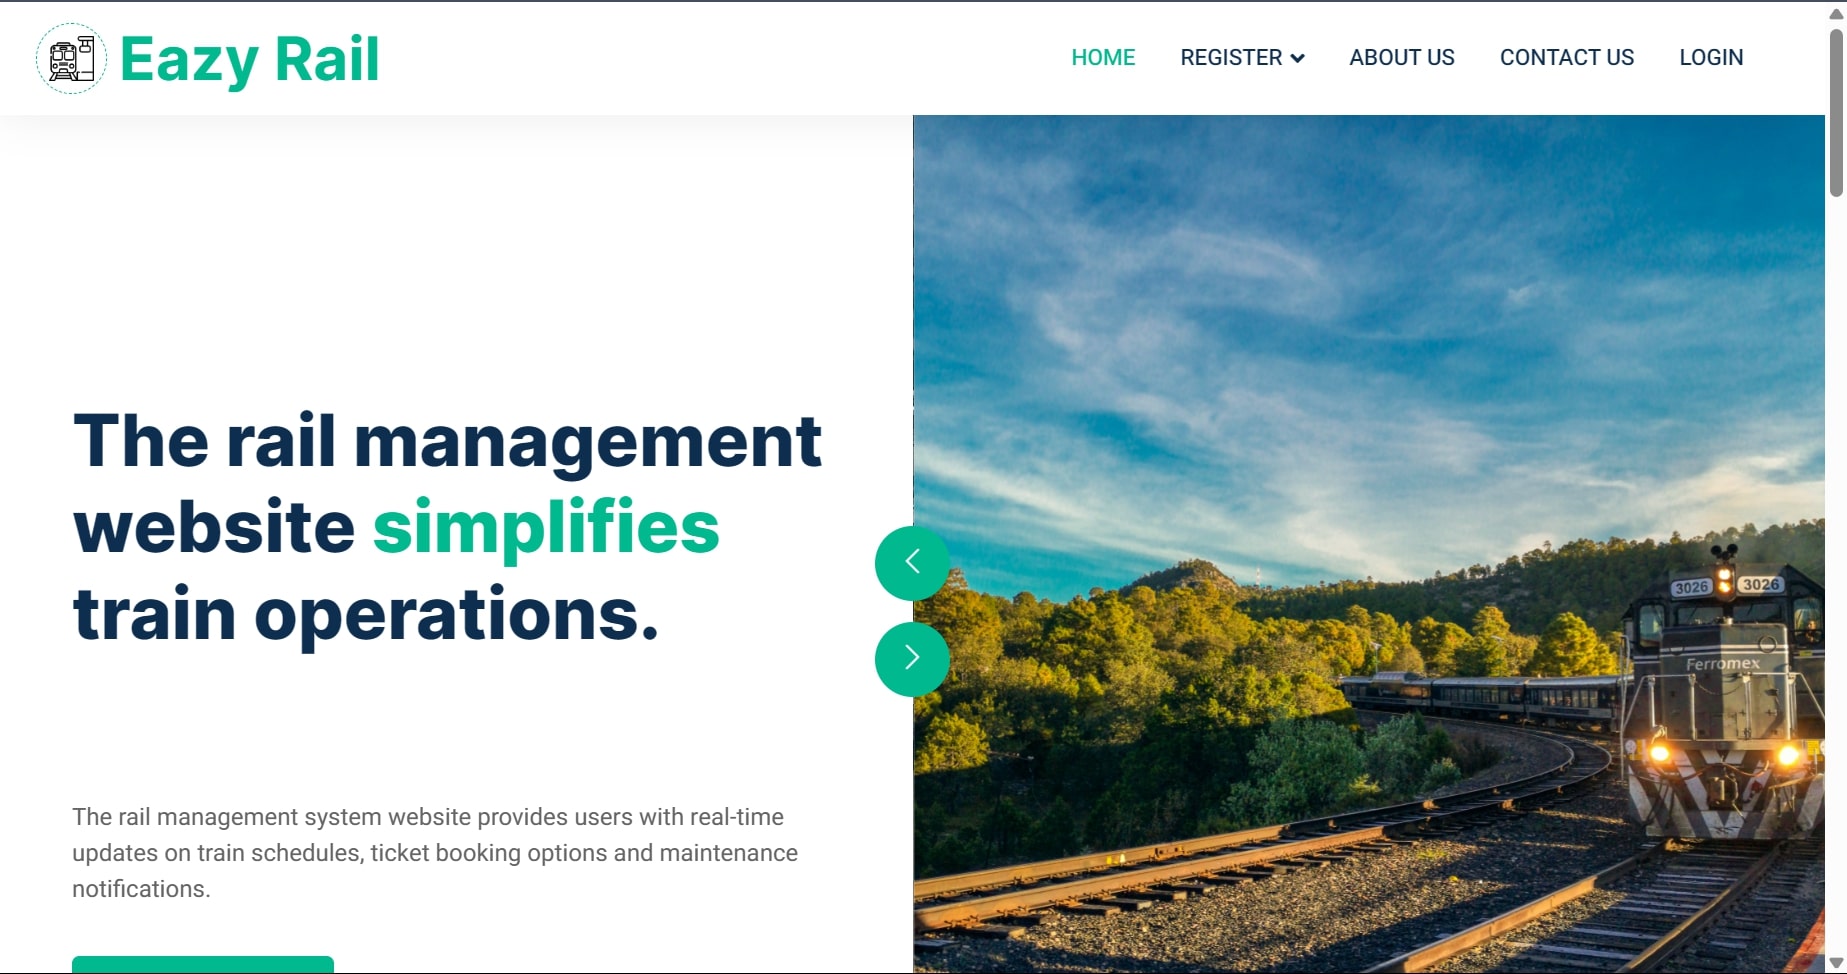 Eazy Rail
HOME
REGISTER
ABOUT US
CONTACT US
LOGIN
The rail management
website simplifies
train operations.
The rail management system website provides users with real-time
updates on train schedules, ticket booking options and maintenance
notifications.
3026
3026
Ferromex